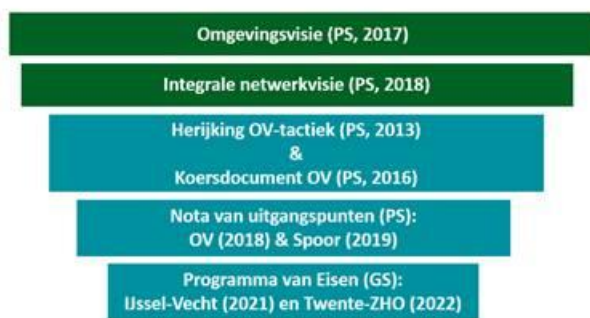 Omgevingsvisie (PS, 2017)
Integrale netwerkvisie (PS, 2018)
Herijking OV-tactiek (PS, 2013)
&
Koersdocument OV (PS, 2016)
Nota van uitgangspunten (PS):
OV (2018) & Spoor (2019)
Programma van Eisen (GS):
IJssel-Vecht (2021) en Twente-ZHO (2022)